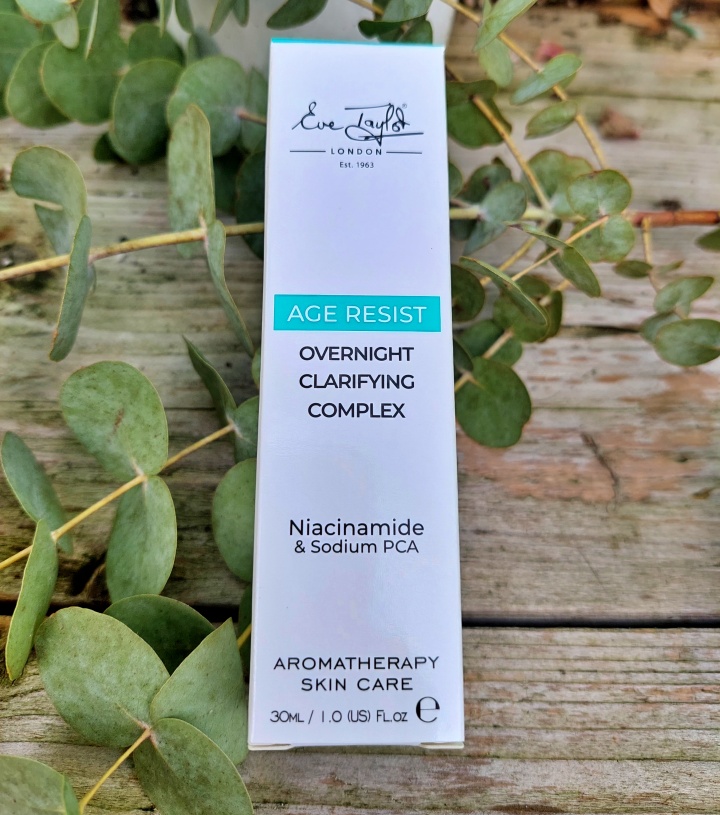 Eve Taylor®
LONDON
Est. 1963
AGE RESIST
OVERNIGHT
CLARIFYING
COMPLEX
Niacinamide
& Sodium PCA
AROMATHERAPY
SKIN CARE
30ML / 1.0 (US) FL.OZ ℮